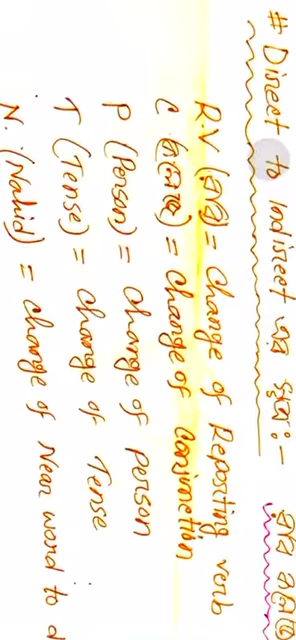 # Direct to Indirect এর সূত্র :-
R.V (রাহি) = change of Reporting verb
C = change of conjunction
P (Person) = change of person
T (Tense) = change of Tense
N. (Nahid) = change of Near word to d